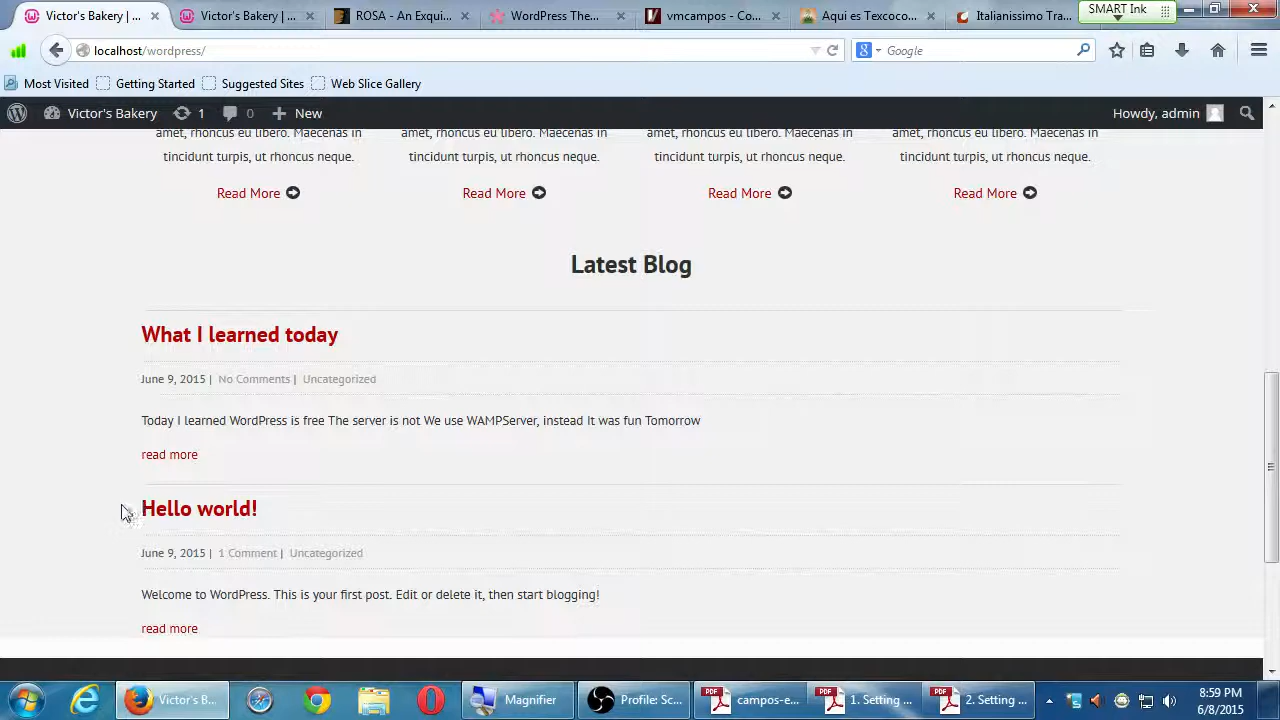 Victor's Bakery | ...
Victor's Bakery | ...
ROSA - An Exqui...
WordPress The...
vmcampos - Co...
Aqui es Texcoco...
Italianissimo Tra...
SMART Ink
localhost/wordpress/
Google
Most Visited
Getting Started
Suggested Sites
Web Slice Gallery
Victor's Bakery
1
0
New
Howdy, admin
amet, rhoncus eu libero. Maecenas in
tincidunt turpis, ut rhoncus neque.
Read More
amet, rhoncus eu libero. Maecenas in
tincidunt turpis, ut rhoncus neque.
Read More
amet, rhoncus eu libero. Maecenas in
tincidunt turpis, ut rhoncus neque.
Read More
amet, rhoncus eu libero. Maecenas in
tincidunt turpis, ut rhoncus neque.
Read More
Latest Blog
What I learned today
June 9, 2015 | No Comments | Uncategorized
Today I learned WordPress is free The server is not We use WAMPServer, instead It was fun Tomorrow
read more
Hello world!
June 9, 2015 | 1 Comment | Uncategorized
Welcome to WordPress. This is your first post. Edit or delete it, then start blogging!
read more
Victor's B...
Magnifier
Profile: Sc...
PDF
campos-e...
PDF
1. Setting ...
PDF
2. Setting ...
8:59 PM
6/8/2015